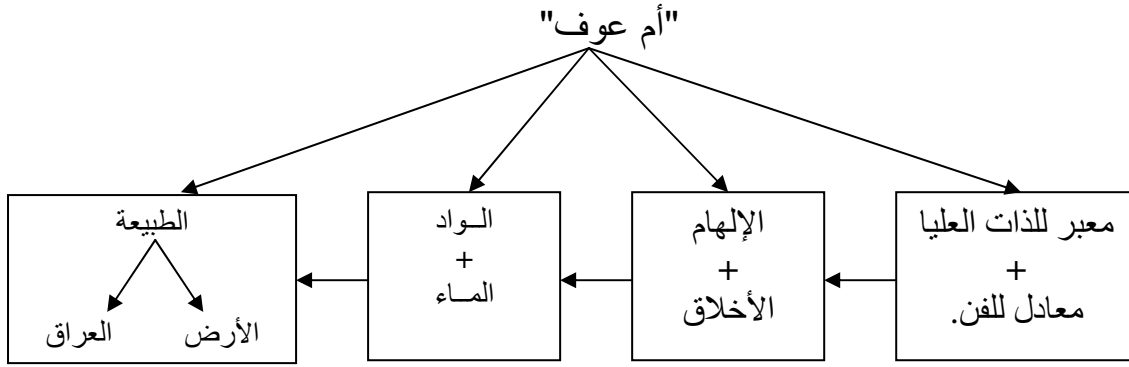 "أم عوف"
معبر للذات العليا
+
معادل للفن.
الإلهام
+
الأخلاق
الـواد
+
المـاء
الطبيعة
الأرض
العراق